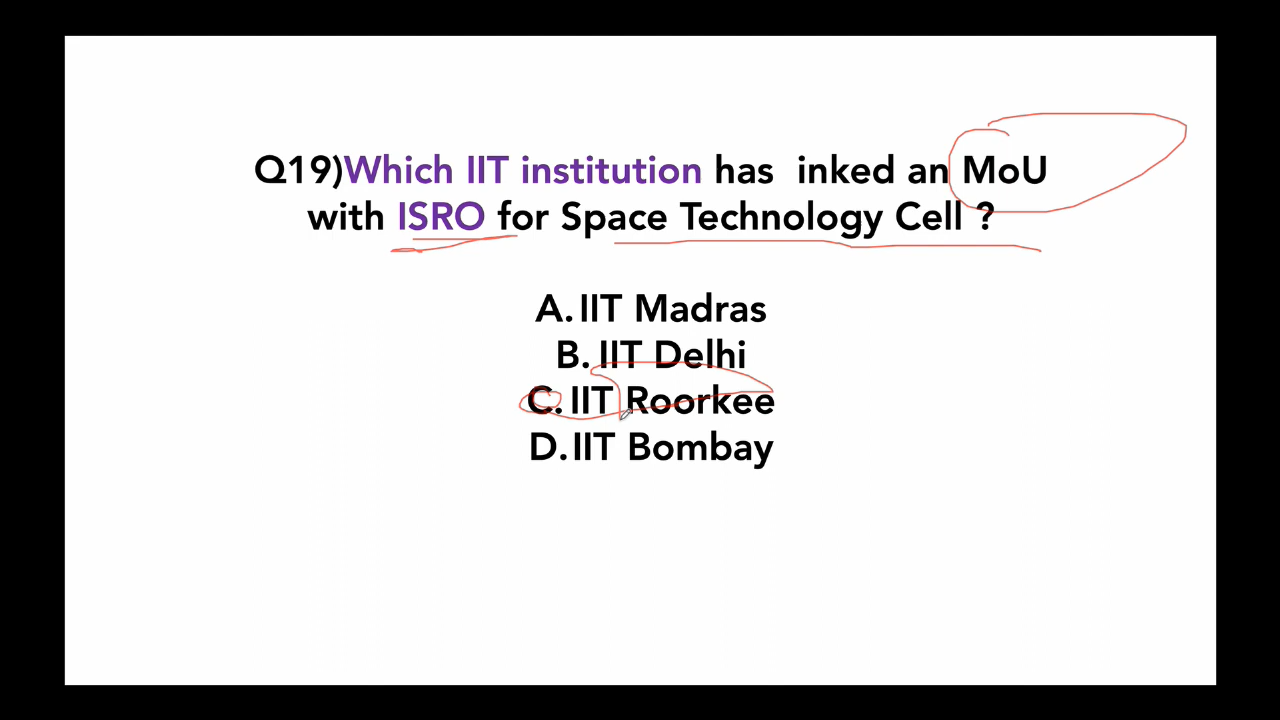 Q19)Which IIT institution has inked an MoU
with ISRO for Space Technology Cell ?
A. IIT Madras
B. IIT Delhi
C. IIT Roorkee
D. IIT Bombay